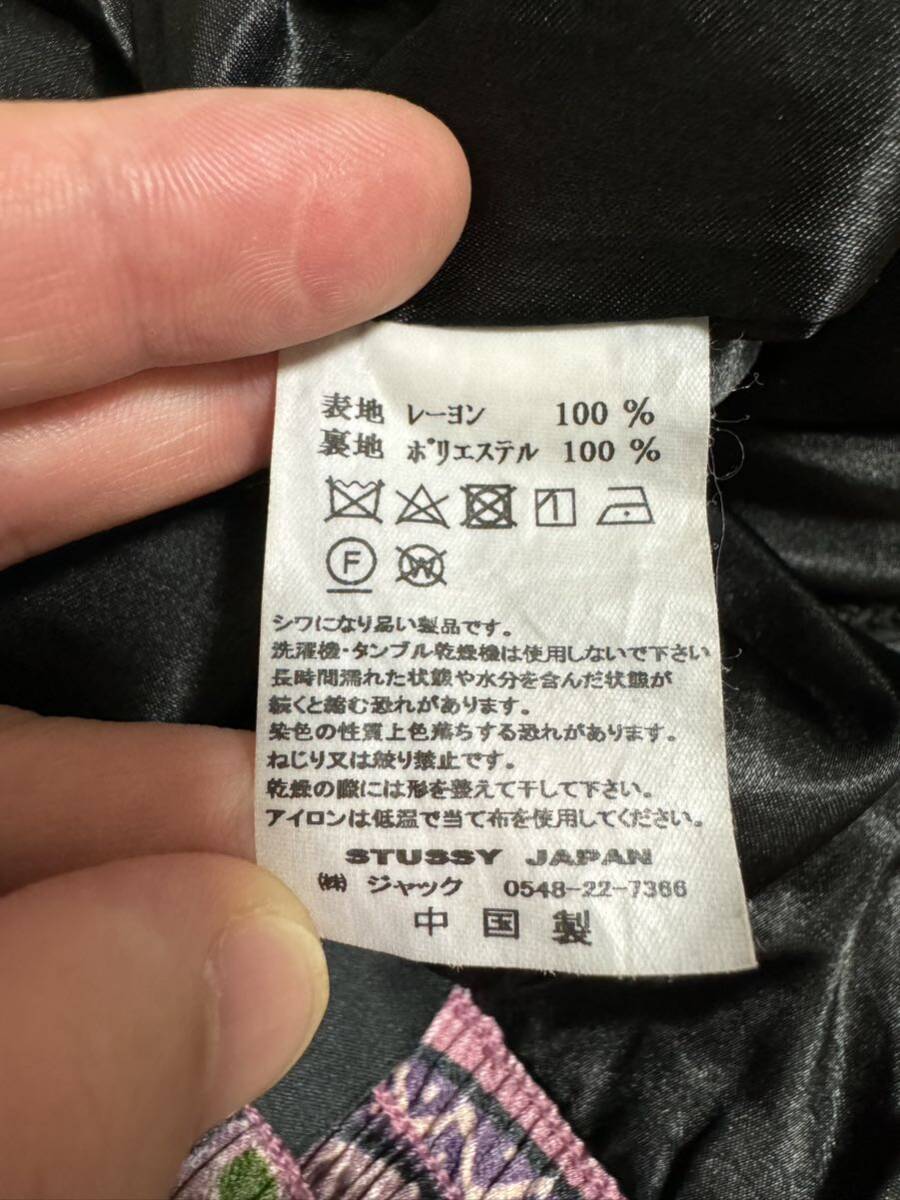 表地 レーヨン 100 %
裏地 ポリエステル 100 %
1
F W
シワになり易い製品です。
洗濯機・タンブル乾燥機は使用しないで下さい
長時間濡れた状態や水分を含んだ状態が
続くと縮む恐れがあります。
染色の性質上色落ちする恐れがあります。
ねじり又は絞り禁止です。
乾燥の際には形を整えて干して下さい。
アイロンは低温で当て布を使用してください。
STUSSY JAPAN
㈱ ジャック 0548-22-7366
中国製